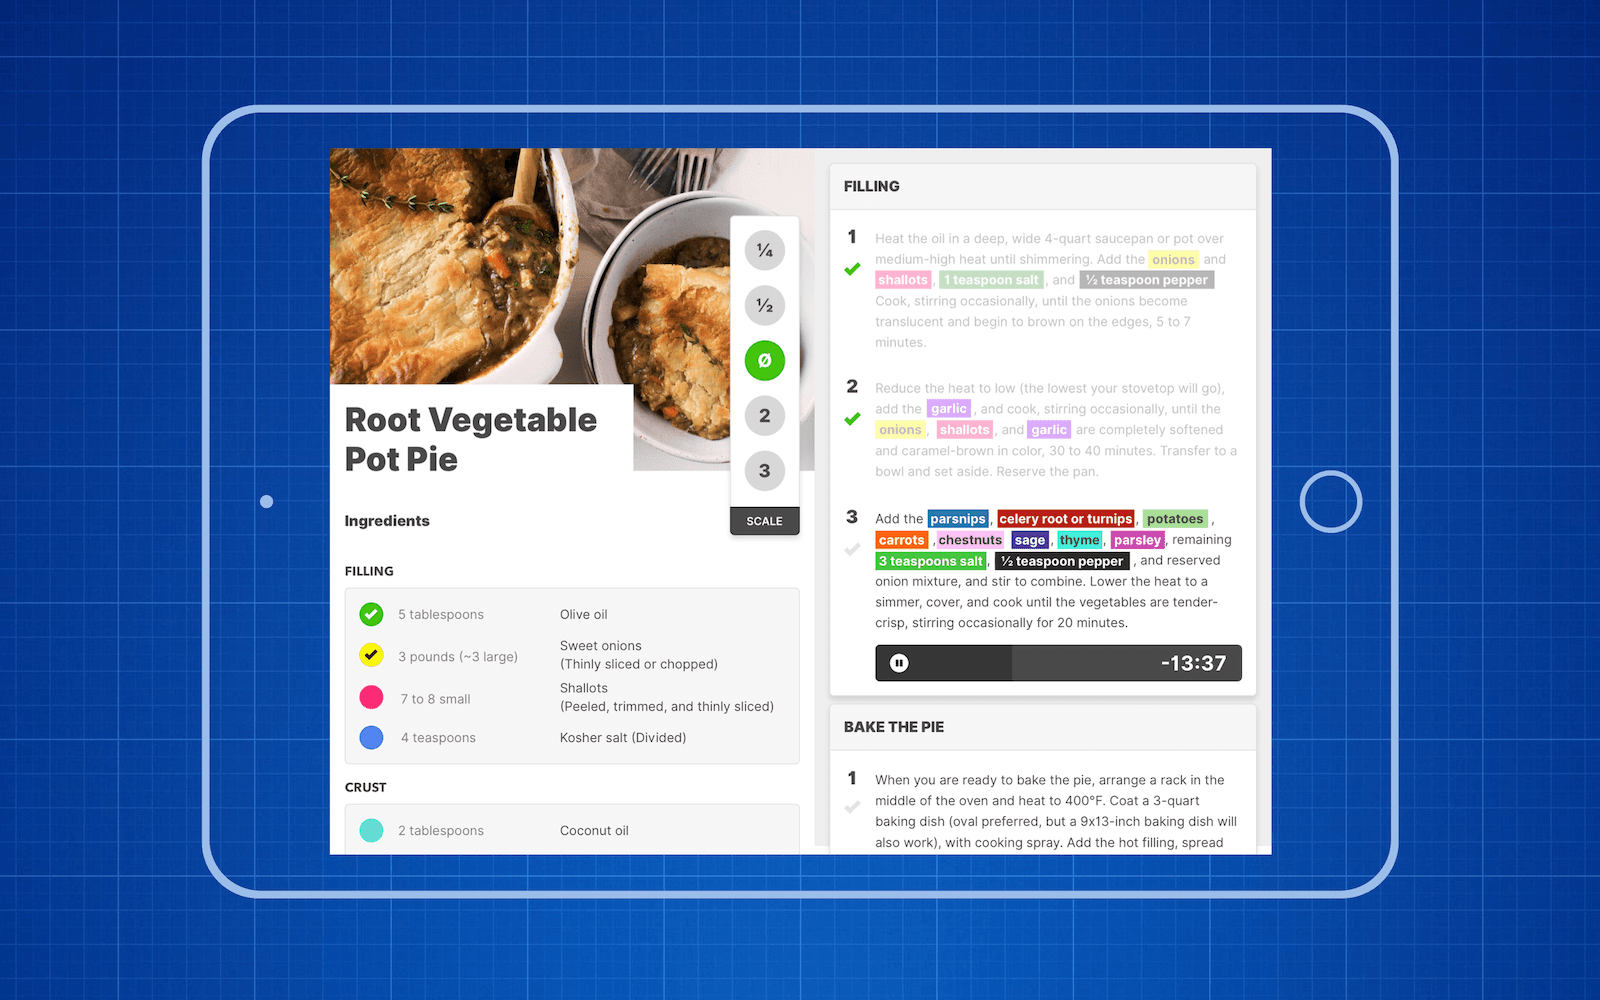 Root Vegetable
Pot Pie
¼
½
Ø
2
3
SCALE
Ingredients
FILLING
5 tablespoons Olive oil
3 pounds (~3 large) Sweet onions
(Thinly sliced or chopped)
7 to 8 small Shallots
(Peeled, trimmed, and thinly sliced)
4 teaspoons Kosher salt (Divided)
CRUST
2 tablespoons Coconut oil
FILLING
1 Heat the oil in a deep, wide 4-quart saucepan or pot over
medium-high heat until shimmering. Add the onions and
shallots, 1 teaspoon salt, and ½ teaspoon pepper
Cook, stirring occasionally, until the onions become
translucent and begin to brown on the edges, 5 to 7
minutes.
2 Reduce the heat to low (the lowest your stovetop will go),
add the garlic, and cook, stirring occasionally, until the
onions, shallots, and garlic are completely softened
and caramel-brown in color, 30 to 40 minutes. Transfer to a
bowl and set aside. Reserve the pan.
3 Add the parsnips, celery root or turnips, potatoes,
carrots, chestnuts sage, thyme, parsley, remaining
3 teaspoons salt, ½ teaspoon pepper, and reserved
onion mixture, and stir to combine. Lower the heat to a
simmer, cover, and cook until the vegetables are tender-
crisp, stirring occasionally for 20 minutes.
-13:37
BAKE THE PIE
1 When you are ready to bake the pie, arrange a rack in the
middle of the oven and heat to 400°F. Coat a 3-quart
baking dish (oval preferred, but a 9x13-inch baking dish will
also work), with cooking spray. Add the hot filling, spread